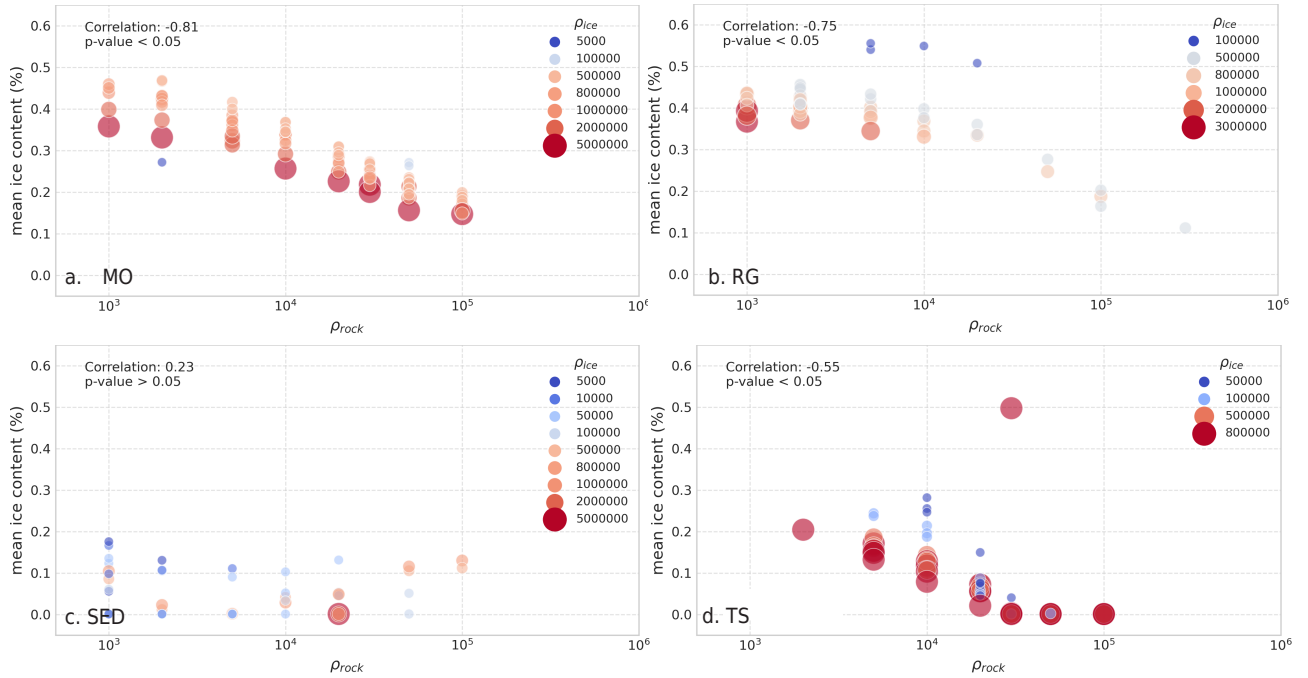 Correlation: -0.81
p-value < 0.05
ρice
5000
100000
500000
800000
1000000
2000000
5000000
0.6
0.5
0.4
0.3
0.2
0.1
0.0
mean ice content (%)
a. MO
10³
10⁴
10⁵
10⁶
ρrock
Correlation: -0.75
p-value < 0.05
ρice
100000
500000
800000
1000000
2000000
3000000
0.6
0.5
0.4
0.3
0.2
0.1
0.0
mean ice content (%)
b. RG
10³
10⁴
10⁵
10⁶
ρrock
Correlation: 0.23
p-value > 0.05
ρice
5000
10000
50000
100000
500000
800000
1000000
2000000
5000000
0.6
0.5
0.4
0.3
0.2
0.1
0.0
mean ice content (%)
c. SED
10³
10⁴
10⁵
10⁶
ρrock
Correlation: -0.55
p-value < 0.05
ρice
50000
100000
500000
800000
0.6
0.5
0.4
0.3
0.2
0.1
0.0
mean ice content (%)
d. TS
10³
10⁴
10⁵
10⁶
ρrock